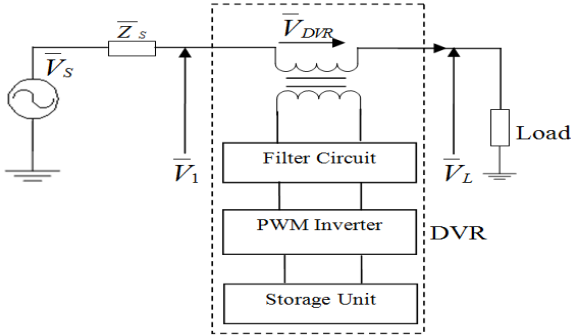 Z̅s
V̅DVR
V̅S
V̅1
V̅L
Load
Filter Circuit
PWM Inverter
DVR
Storage Unit